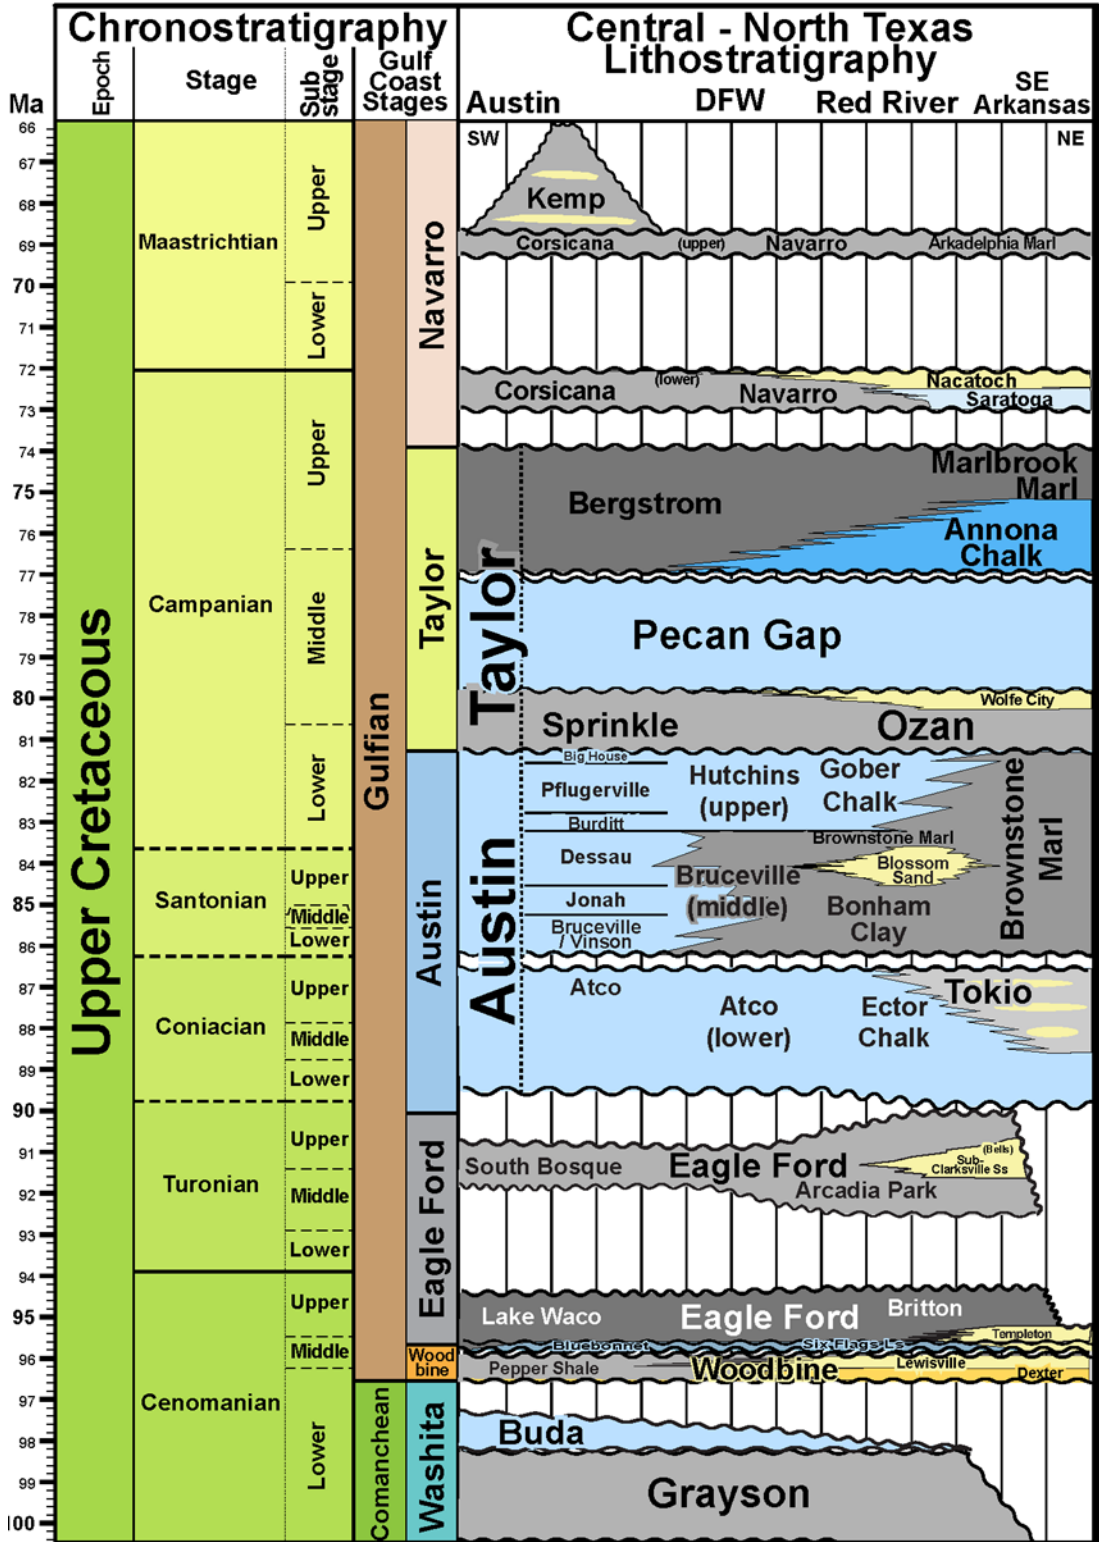 Chronostratigraphy
Central - North Texas
Lithostratigraphy
Ma
Epoch
Stage
Sub
stage
Gulf
Coast
Stages
Austin
DFW
Red River
SE
Arkansas
SW
NE
66
67
68
69
70
71
72
73
74
75
76
77
78
79
80
81
82
83
84
85
86
87
88
89
90
91
92
93
94
95
96
97
98
99
00
Upper Cretaceous
Maastrichtian
Campanian
Santonian
Coniacian
Turonian
Cenomanian
Upper
Lower
Upper
Middle
Lower
Upper
Middle
Lower
Upper
Middle
Lower
Upper
Middle
Lower
Upper
Middle
Lower
Gulfian
Comanchean
Navarro
Taylor
Austin
Eagle Ford
Wood
bine
Washita
Kemp
Corsicana
(upper)
Navarro
Arkadelphia Marl
Corsicana
(lower)
Navarro
Nacatoch
Saratoga
Taylor
Bergstrom
Marlbrook
Marl
Annona
Chalk
Pecan Gap
Wolfe City
Sprinkle
Ozan
Austin
Big House
Pflugerville
Burditt
Dessau
Jonah
Bruceville
/ Vinson
Hutchins
(upper)
Gober
Chalk
Brownstone
Marl
Brownstone Marl
Blossom
Sand
Bruceville
(middle)
Bonham
Clay
Atco
Atco
(lower)
Ector
Chalk
Tokio
South Bosque
Eagle Ford
Arcadia Park
(Bells)
Sub-
Clarksville Ss
Lake Waco
Eagle Ford
Britton
Templeton
Bluebonnet
Six Flags Ls
Pepper Shale
Woodbine
Lewisville
Dexter
Buda
Grayson